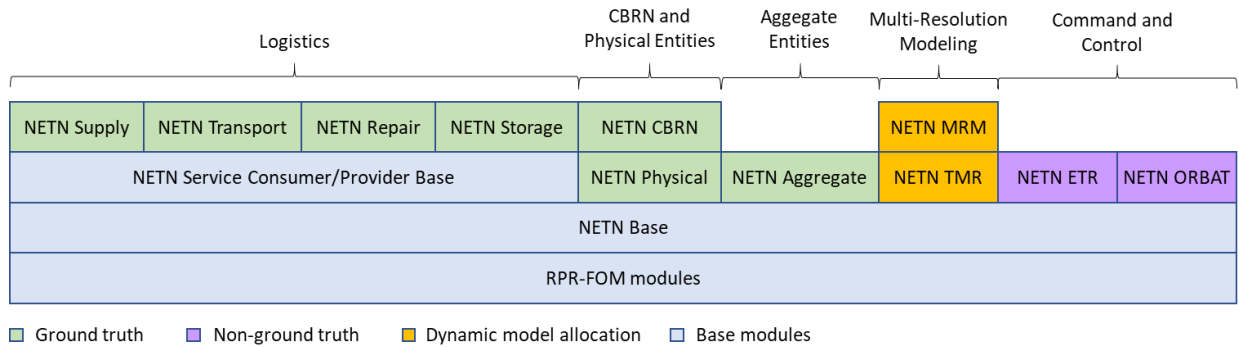 Logistics
CBRN and
Physical Entities
Aggegate
Entities
Multi-Resolution
Modeling
Command and
Control
NETN Supply
NETN Transport
NETN Repair
NETN Storage
NETN CBRN
NETN MRM
NETN Service Consumer/Provider Base
NETN Physical
NETN Aggregate
NETN TMR
NETN ETR
NETN ORBAT
NETN Base
RPR-FOM modules
Ground truth
Non-ground truth
Dynamic model allocation
Base modules